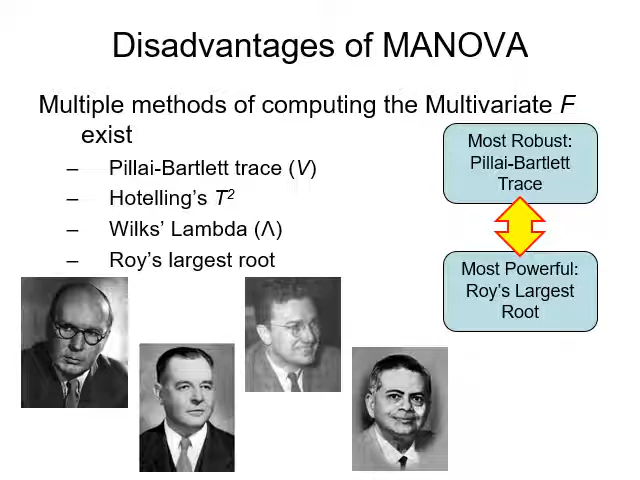 Disadvantages of MANOVA
Multiple methods of computing the Multivariate F
exist
– Pillai-Bartlett trace (V)
– Hotelling’s T²
– Wilks’ Lambda (Λ)
– Roy’s largest root
Most Robust:
Pillai-Bartlett
Trace
Most Powerful:
Roy’s Largest
Root